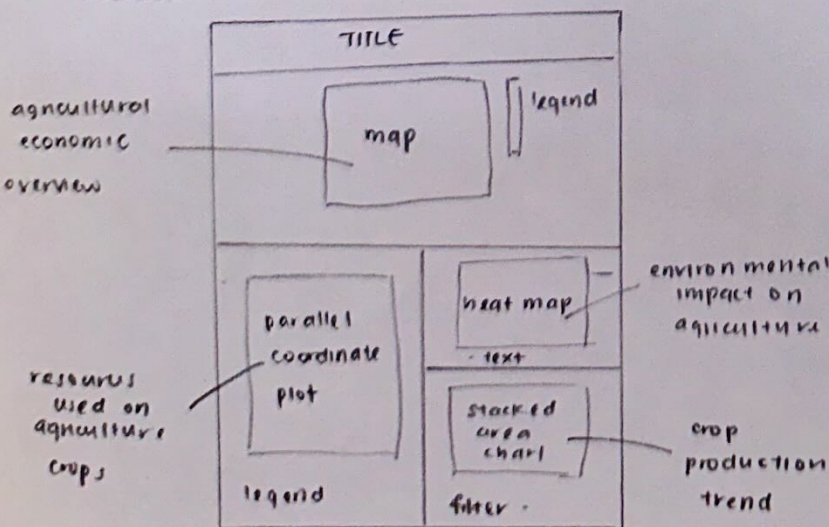 TITLE
agricultural
economic
overview
map
legend
parallel
coordinate
plot
legend
resources
used on
agriculture
crops
heat map
text
environmental
impact on
agriculture
stacked
area
chart
filter
crop
production
trend